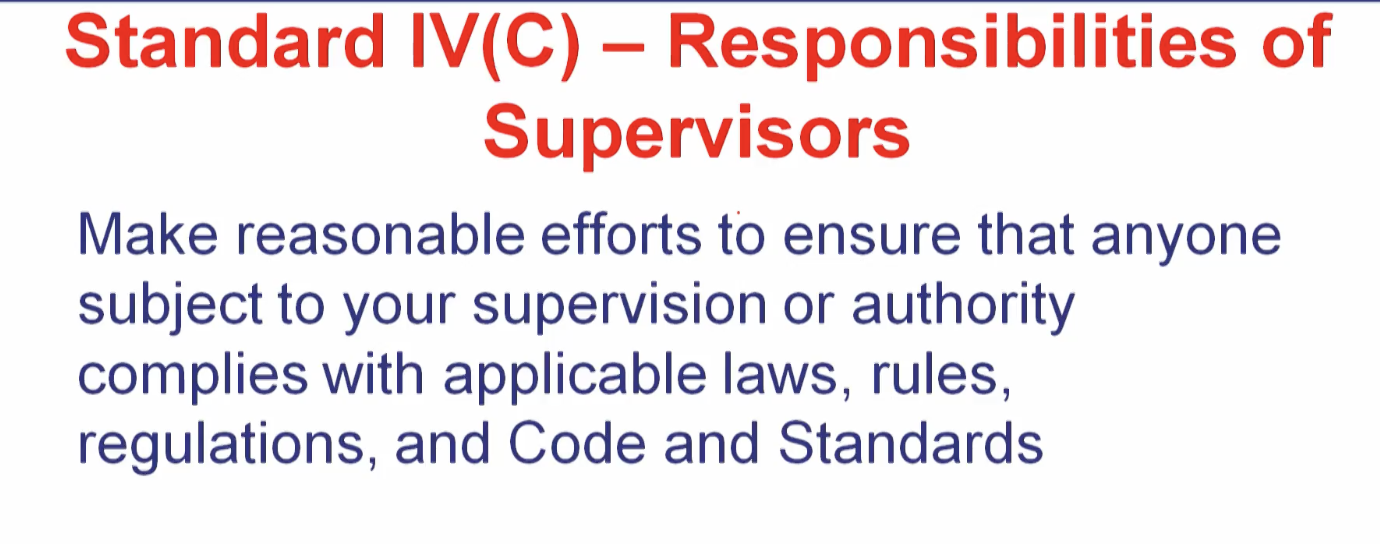 Standard IV(C) – Responsibilities of
Supervisors
Make reasonable efforts to ensure that anyone
subject to your supervision or authority
complies with applicable laws, rules,
regulations, and Code and Standards